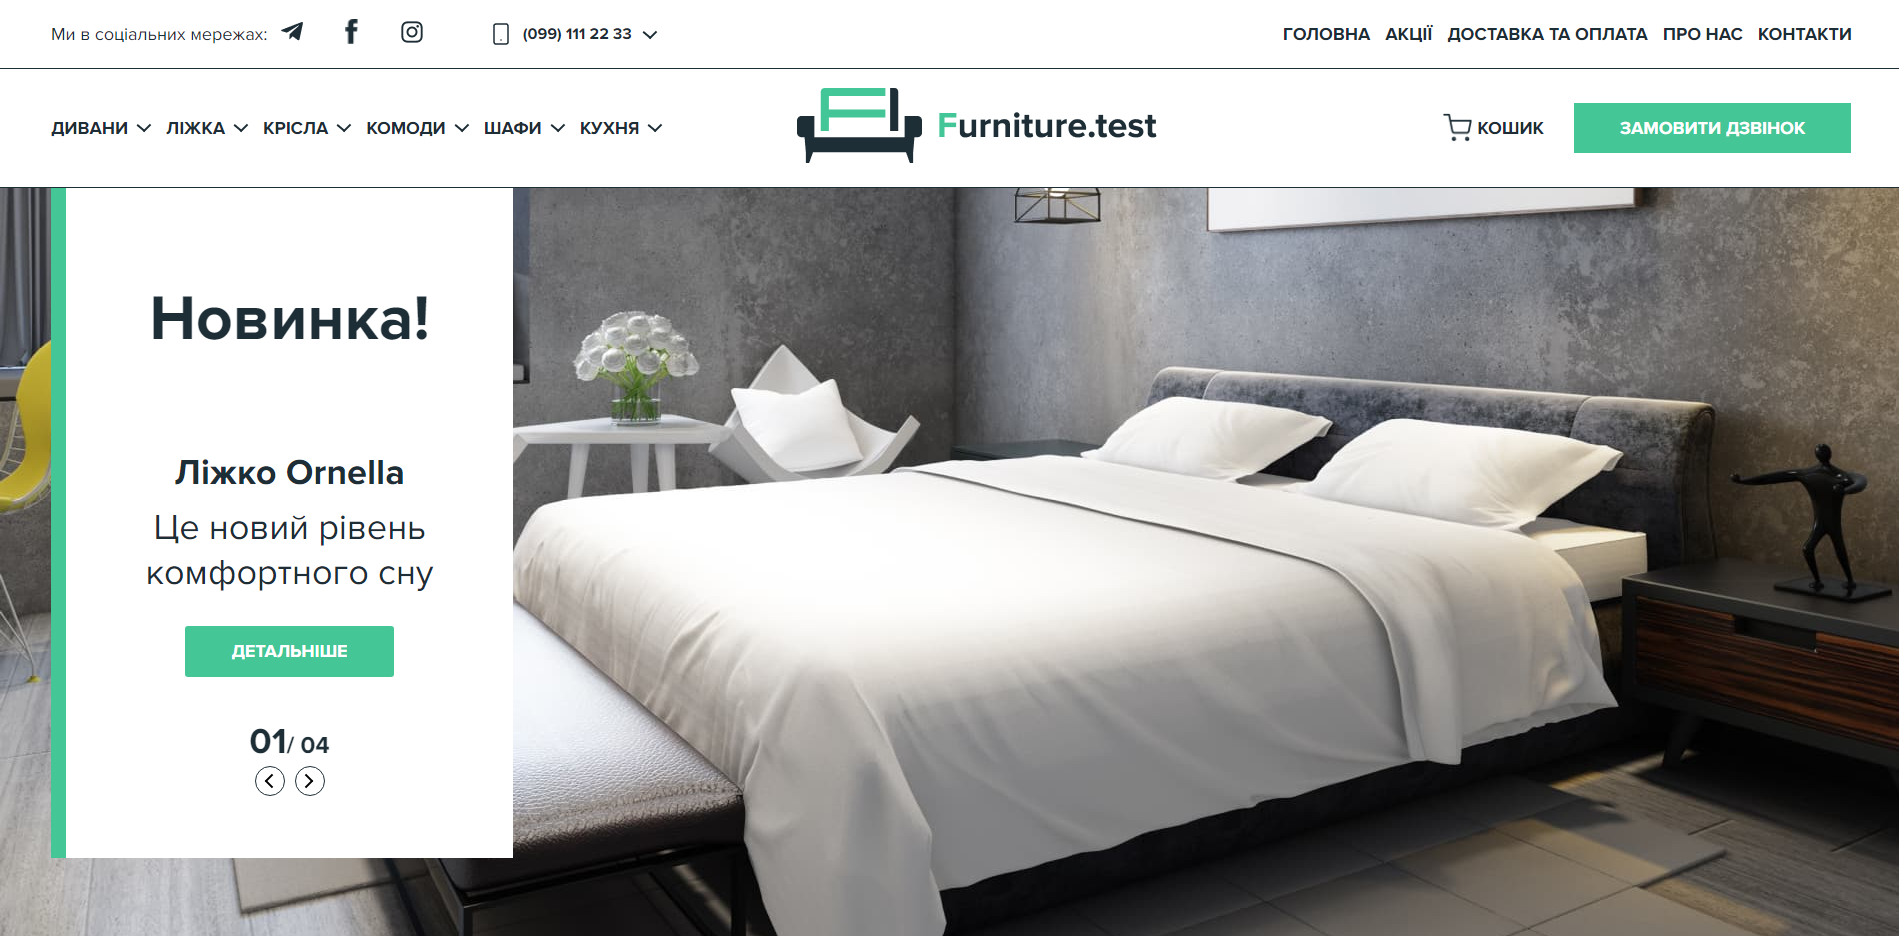 Ми в соціальних мережах:
(099) 111 22 33
ГОЛОВНА АКЦІЇ ДОСТАВКА ТА ОПЛАТА ПРО НАС КОНТАКТИ
ДИВАНИ ЛІЖКА КРІСЛА КОМОДИ ШАФИ КУХНЯ
Furniture.test
КОШИК
ЗАМОВИТИ ДЗВІНОК
Новинка!
Ліжко Ornella
Це новий рівень
комфортного сну
ДЕТАЛЬНІШЕ
01/ 04